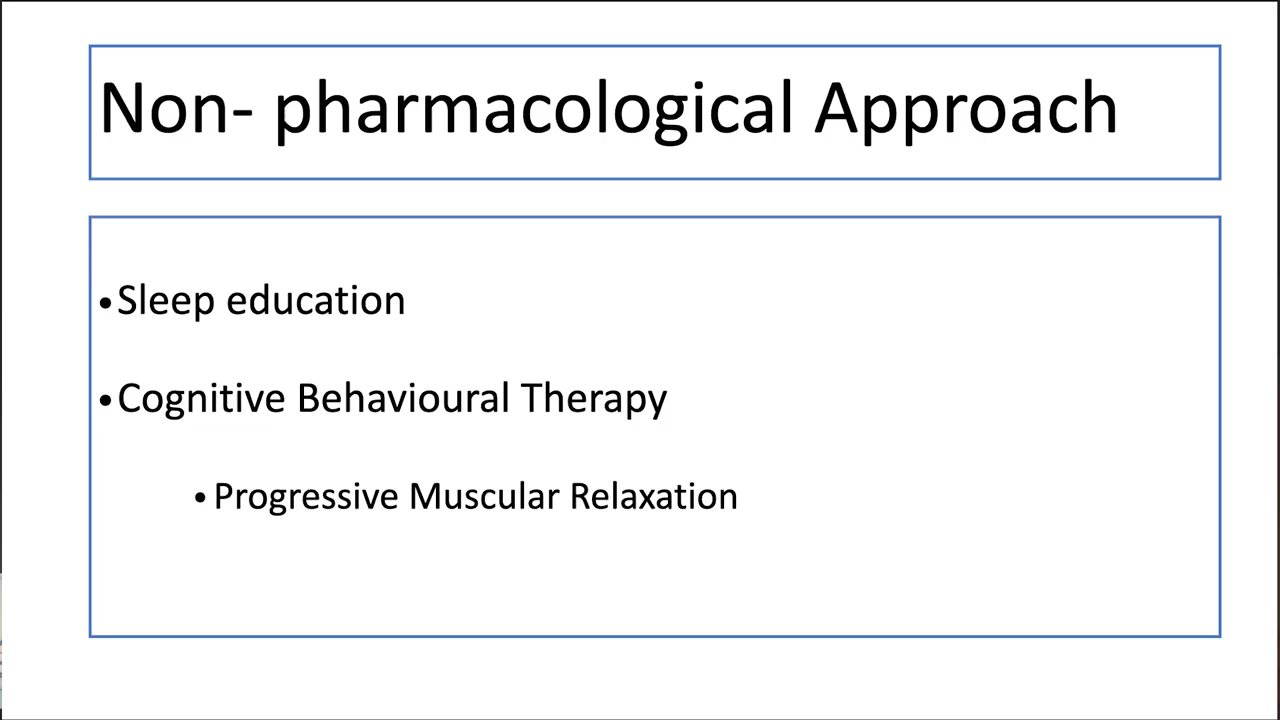 Non- pharmacological Approach
•Sleep education
•Cognitive Behavioural Therapy
•Progressive Muscular Relaxation